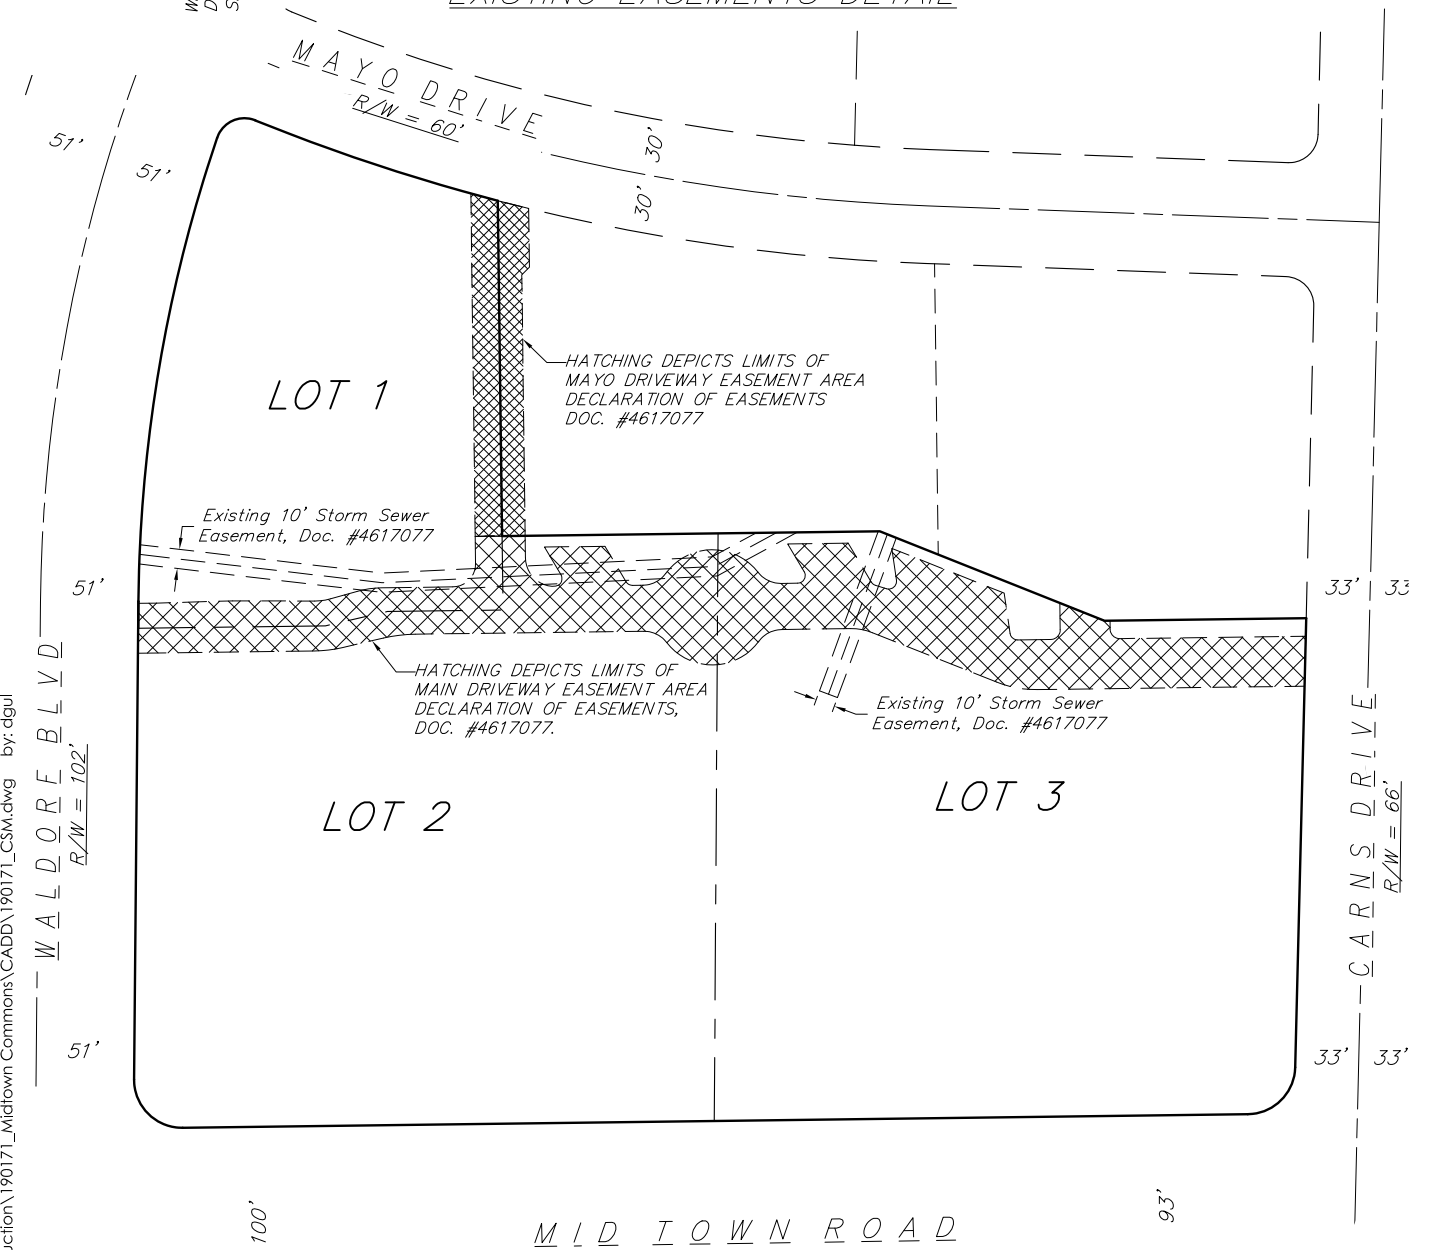 EXISTING EASEMENTS DETAIL
MAYO DRIVE
R/W = 60'
30'
30'
51'
51'
HATCHING DEPICTS LIMITS OF
MAYO DRIVEWAY EASEMENT AREA
DECLARATION OF EASEMENTS
DOC. #4617077
LOT 1
Existing 10' Storm Sewer
Easement, Doc. #4617077
51'
33'
33
HATCHING DEPICTS LIMITS OF
MAIN DRIVEWAY EASEMENT AREA
DECLARATION OF EASEMENTS,
DOC. #4617077.
Existing 10' Storm Sewer
Easement, Doc. #4617077
WALDORF BLVD
R/W = 102'
LOT 2
LOT 3
CARNS DRIVE
R/W = 66'
51'
33'
33'
100'
93'
MID TOWN ROAD
uction\190171_Midtown Commons\CADD\190171_CSM.dwg by: dgul